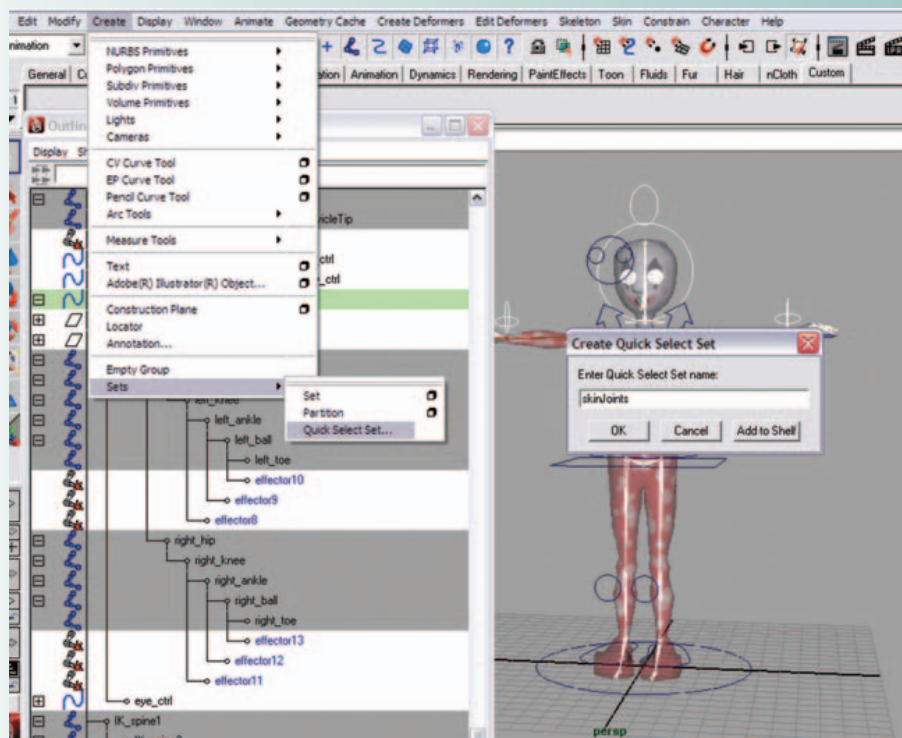 Edit Modify Create Display Window Animate Geometry Cache Create Deformers Edit Deformers Skeleton Skin Constrain Character Help
General
Animation Dynamics Rendering PaintEffects Toon Fluids Fur Hair nCloth Custom
NURBS Primitives
Polygon Primitives
Subdiv Primitives
Volume Primitives
Lights
Cameras
CV Curve Tool
EP Curve Tool
Pencil Curve Tool
Arc Tools
Measure Tools
Text
Adobe(R) Illustrator(R) Object...
Construction Plane
Locator
Annotation...
Empty Group
Sets
Set
Partition
Quick Select Set...
Display
left_knee
left_ankle
left_ball
left_toe
effector10
effector9
effector8
right_hip
right_knee
right_ankle
right_ball
right_toe
effector13
effector12
effector11
eye_ctrl
IK_spine1
Create Quick Select Set
Enter Quick Select Set name:
skinJoints
OK Cancel Add to Shelf
persp